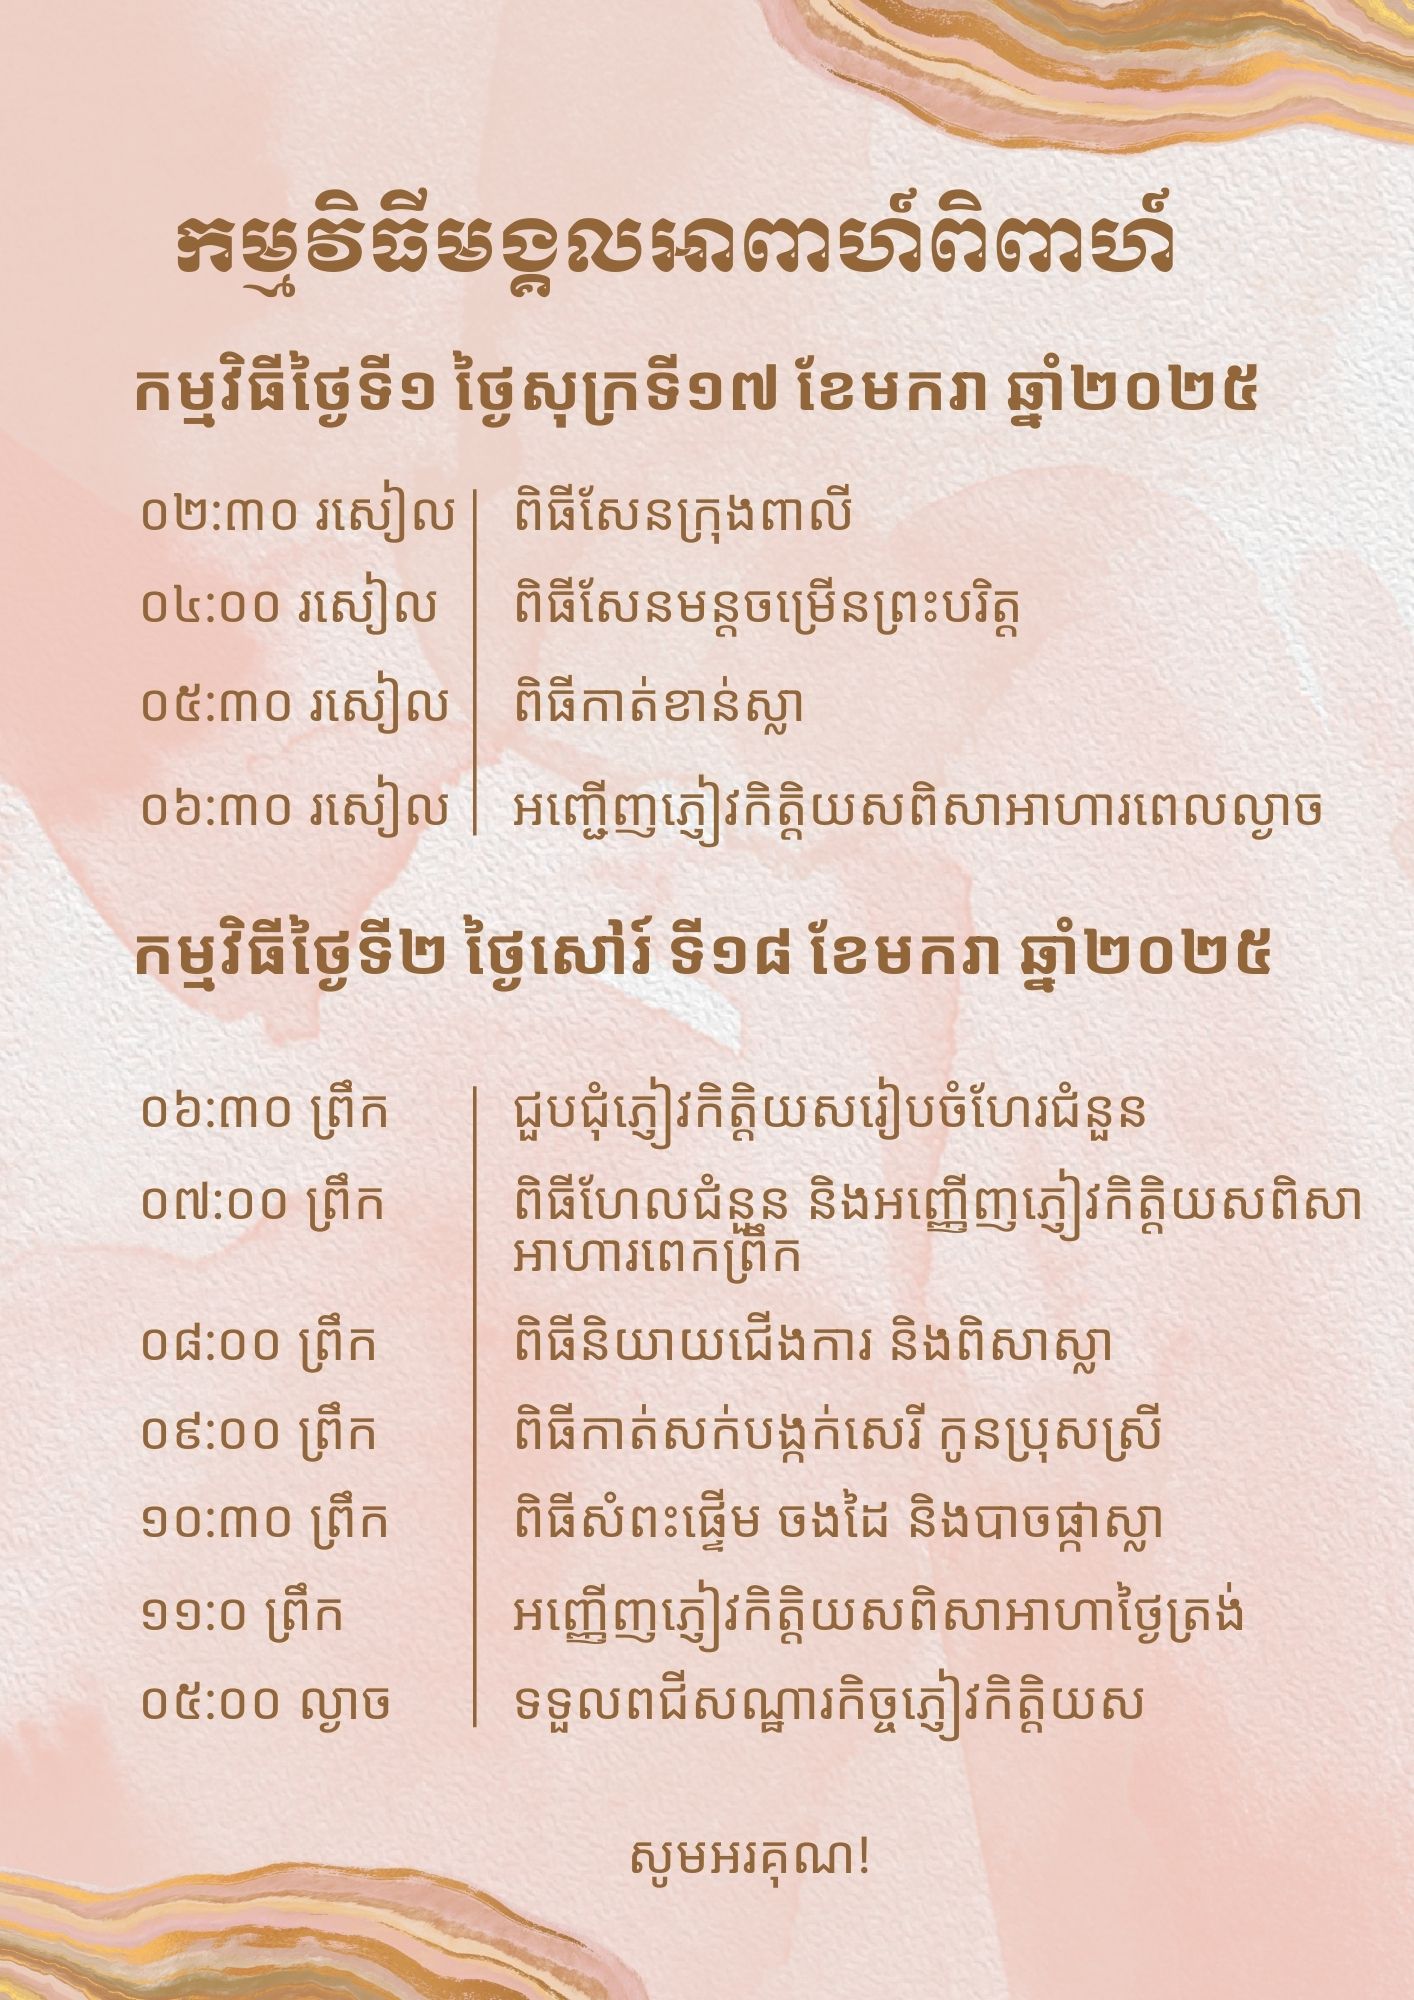 កម្មវិធីមង្គលអាពាហ៍ពិពាហ៍
កម្មវិធីថ្ងៃទី១ ថ្ងៃសុក្រទី១៧ ខែមករា ឆ្នាំ២០២៥
០២:៣០ រសៀល ពិធីសែនក្រុងពាលី
០៤:០០ រសៀល ពិធីសែនមន្តចម្រើនព្រះបរិត្ត
០៥:៣០ រសៀល ពិធីកាត់ខាន់ស្លា
០៦:៣០ រសៀល អញ្ជើញភ្ញៀវកិត្តិយសពិសាអាហារពេលល្ងាច
កម្មវិធីថ្ងៃទី២ ថ្ងៃសៅរ៍ ទី១៨ ខែមករា ឆ្នាំ២០២៥
០៦:៣០ ព្រឹក ជួបជុំភ្ញៀវកិត្តិយសរៀបចំហែរជំនួន
០៧:០០ ព្រឹក ពិធីហែលជំនួន និងអញ្ញើញភ្ញៀវកិត្តិយសពិសា
អាហារពេកព្រឹក
០៨:០០ ព្រឹក ពិធីនិយាយជើងការ និងពិសាស្លា
០៩:០០ ព្រឹក ពិធីកាត់សក់បង្កក់សេរី កូនប្រុសស្រី
១០:៣០ ព្រឹក ពិធីសំពះផ្ទើម ចងដៃ និងបាចផ្កាស្លា
១១:០ ព្រឹក អញ្ញើញភ្ញៀវកិត្តិយសពិសាអាហាថ្ងៃត្រង់
០៥:០០ ល្ងាច ទទួលពជីសណ្ឋារកិច្ចភ្ញៀវកិត្តិយស
សូមអរគុណ!